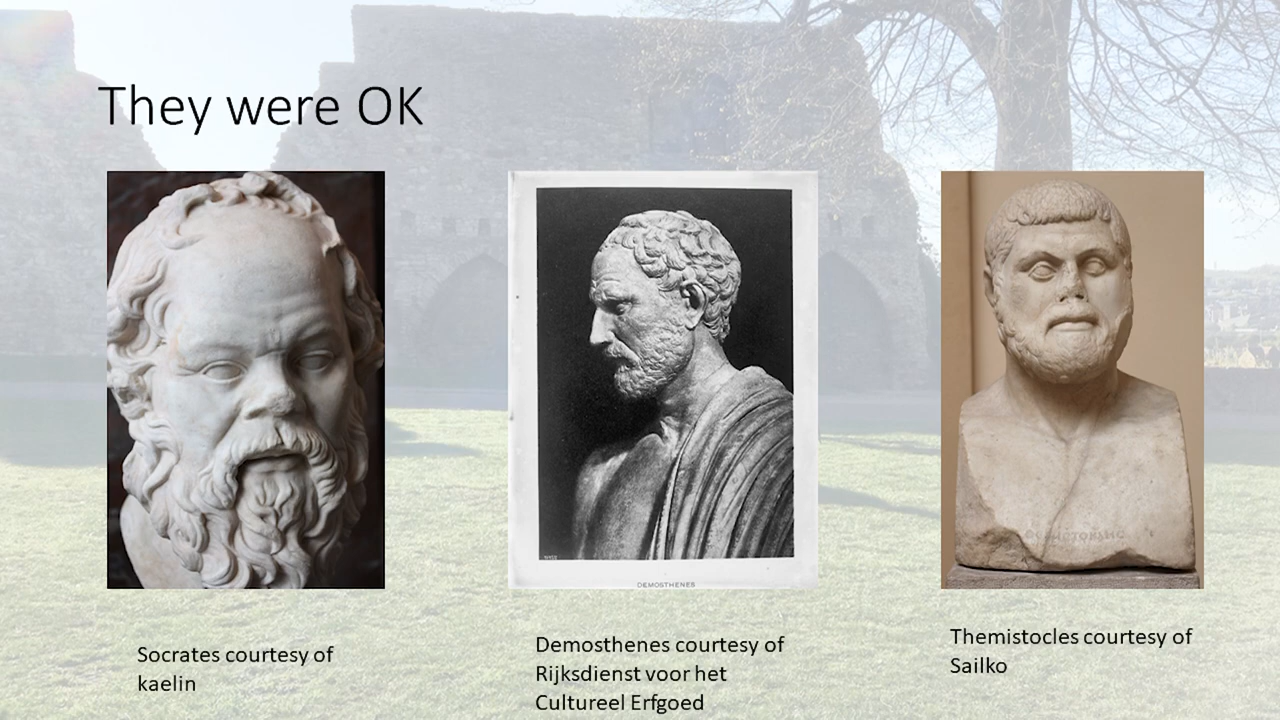 They were OK
DEMOSTHENES
Socrates courtesy of
kaelin
Demosthenes courtesy of
Rijksdienst voor het
Cultureel Erfgoed
Themistocles courtesy of
Sailko